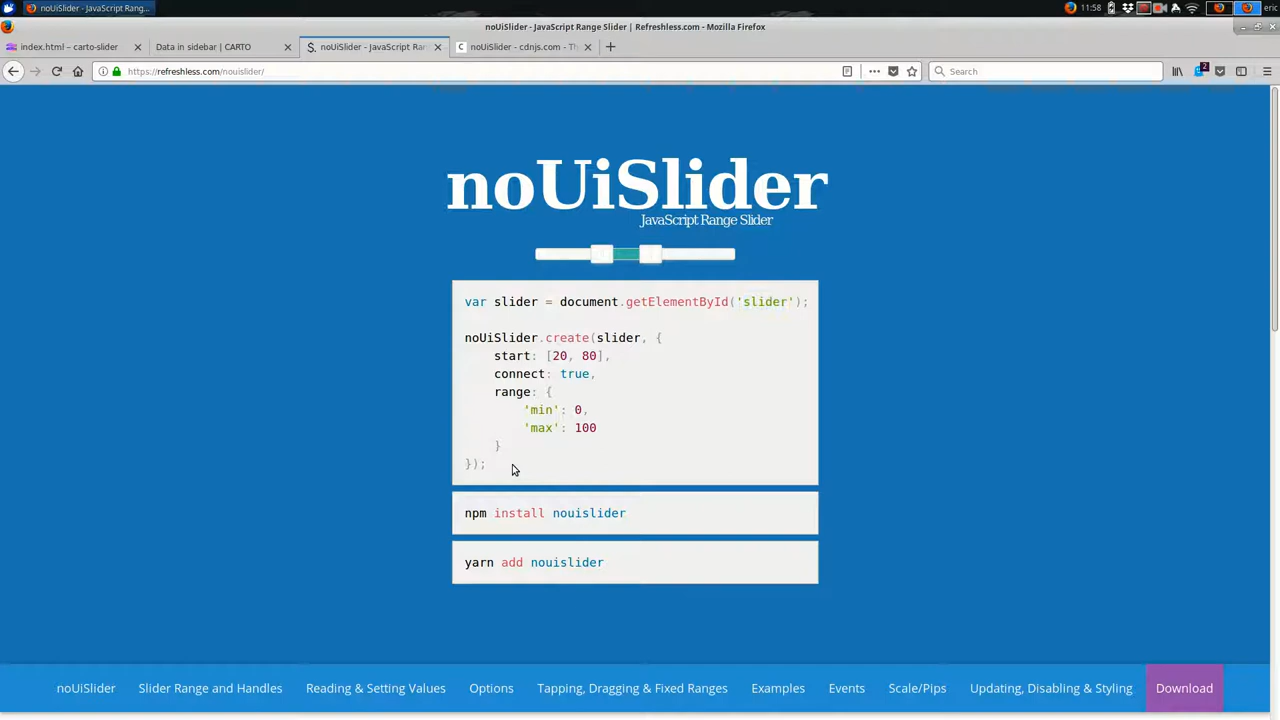 noUiSlider - JavaScript Rang...
11:58
eric
noUiSlider - JavaScript Range Slider | Refreshless.com - Mozilla Firefox
index.html – carto-slider
Data in sidebar | CARTO
noUiSlider - JavaScript Ran
noUiSlider - cdnjs.com - Th
https://refreshless.com/nouislider/
Search
2
noUiSlider
JavaScript Range Slider
var slider = document.getElementById('slider');
noUiSlider.create(slider, {
start: [20, 80],
connect: true,
range: {
'min': 0,
'max': 100
}
});
npm install nouislider
yarn add nouislider
noUiSlider
Slider Range and Handles
Reading & Setting Values
Options
Tapping, Dragging & Fixed Ranges
Examples
Events
Scale/Pips
Updating, Disabling & Styling
Download